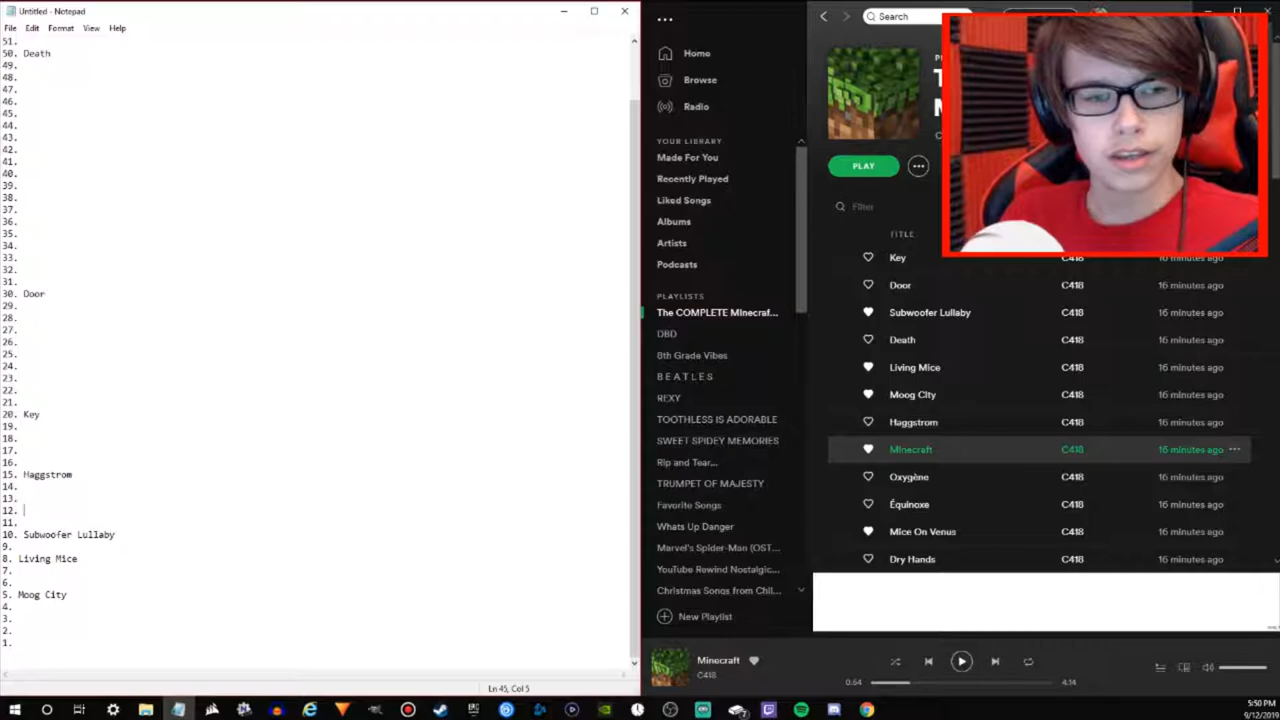 Untitled - Notepad
File Edit Format View Help
51.
50. Death
49.
48.
47.
46.
45.
44.
43.
42.
41.
40.
39.
38.
37.
36.
35.
34.
33.
32.
31.
30. Door
29.
28.
27.
26.
25.
24.
23.
22.
21.
20. Key
19.
18.
17.
16.
15. Haggstrom
14.
13.
12.
11.
10. Subwoofer Lullaby
9.
8. Living Mice
7.
6.
5. Moog City
4.
3.
2.
1.
Ln 45, Col 5
Search
Home
Browse
Radio
YOUR LIBRARY
Made For You
Recently Played
Liked Songs
Albums
Artists
Podcasts
PLAYLISTS
The COMPLETE Minecraf...
DBD
8th Grade Vibes
B E A T L E S
REXY
TOOTHLESS IS ADORABLE
SWEET SPIDEY MEMORIES
Rip and Tear...
TRUMPET OF MAJESTY
Favorite Songs
Whats Up Danger
Marvel's Spider-Man (OST...
YouTube Rewind Nostalgic...
Christmas Songs from Chil...
New Playlist
PLAY
Filter
TITLE
Key C418 16 minutes ago
Door C418 16 minutes ago
Subwoofer Lullaby C418 16 minutes ago
Death C418 16 minutes ago
Living Mice C418 16 minutes ago
Moog City C418 16 minutes ago
Haggstrom C418 16 minutes ago
Minecraft C418 16 minutes ago
Oxygène C418 16 minutes ago
Équinoxe C418 16 minutes ago
Mice On Venus C418 16 minutes ago
Dry Hands C418 16 minutes ago
Minecraft
C418
0:54
4:14
5:50 PM
9/12/2019